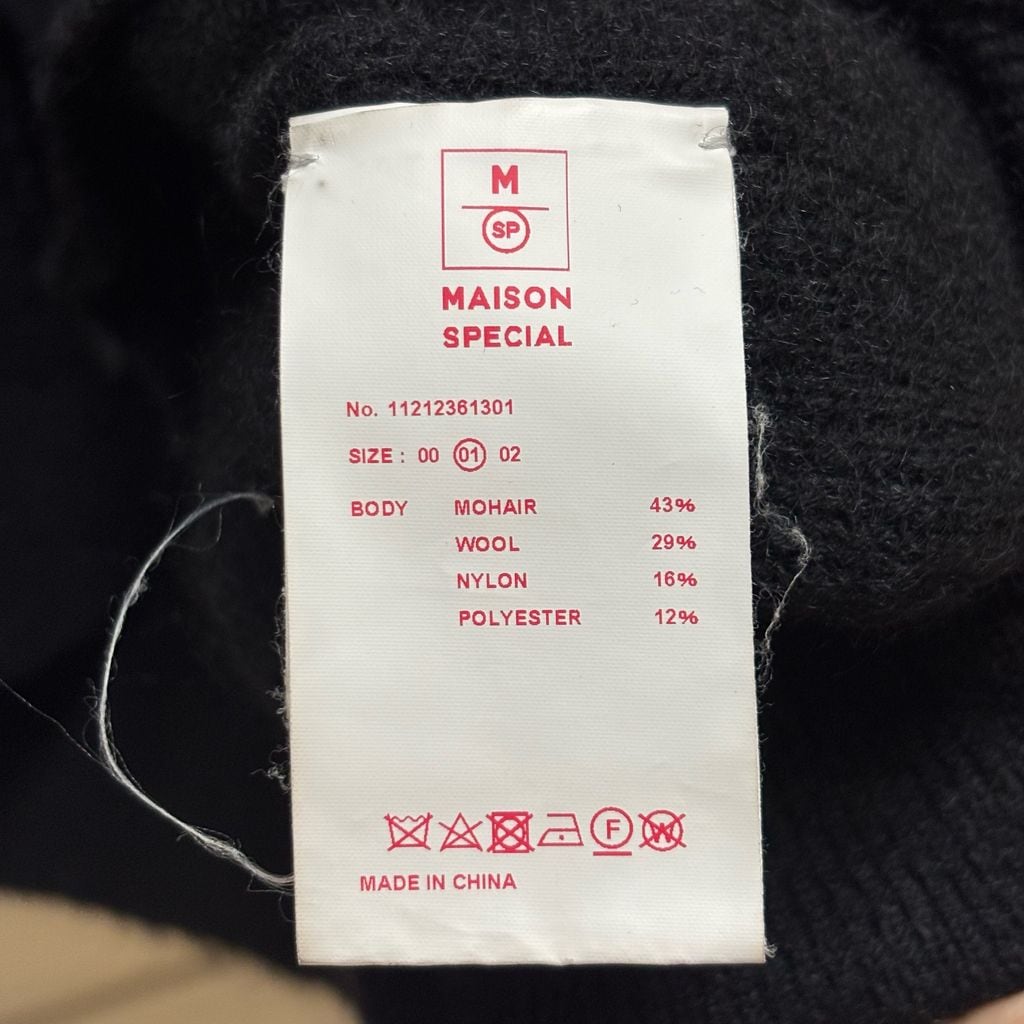 M
SP
MAISON
SPECIAL
No. 11212361301
SIZE : 00 01 02
BODY MOHAIR 43%
WOOL 29%
NYLON 16%
POLYESTER 12%
F W
MADE IN CHINA